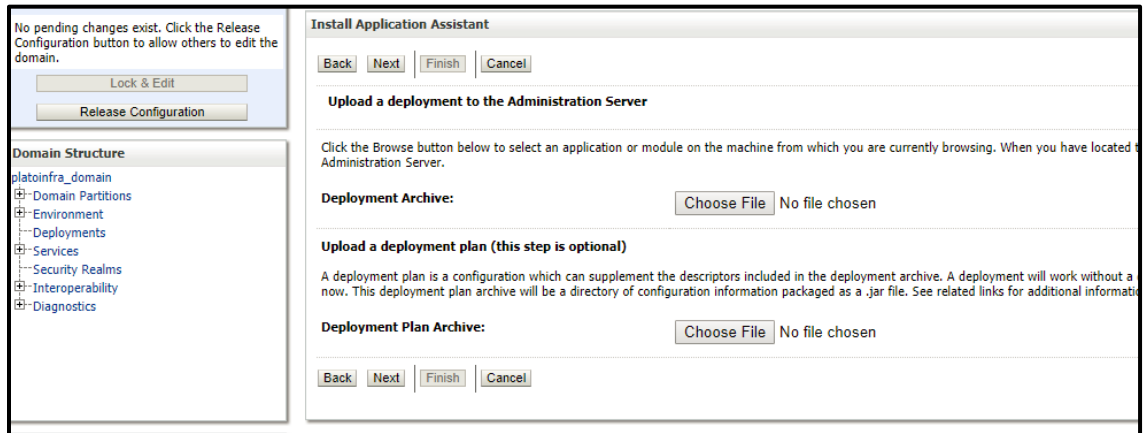 No pending changes exist. Click the Release
Configuration button to allow others to edit the
domain.
Lock & Edit
Release Configuration
Domain Structure
platoinfra_domain
Domain Partitions
Environment
Deployments
Services
Security Realms
Interoperability
Diagnostics
Install Application Assistant
Back Next Finish Cancel
Upload a deployment to the Administration Server
Click the Browse button below to select an application or module on the machine from which you are currently browsing. When you have located
Administration Server.
Deployment Archive: Choose File No file chosen
Upload a deployment plan (this step is optional)
A deployment plan is a configuration which can supplement the descriptors included in the deployment archive. A deployment will work without a
now. This deployment plan archive will be a directory of configuration information packaged as a .jar file. See related links for additional
Deployment Plan Archive: Choose File No file chosen
Back Next Finish Cancel